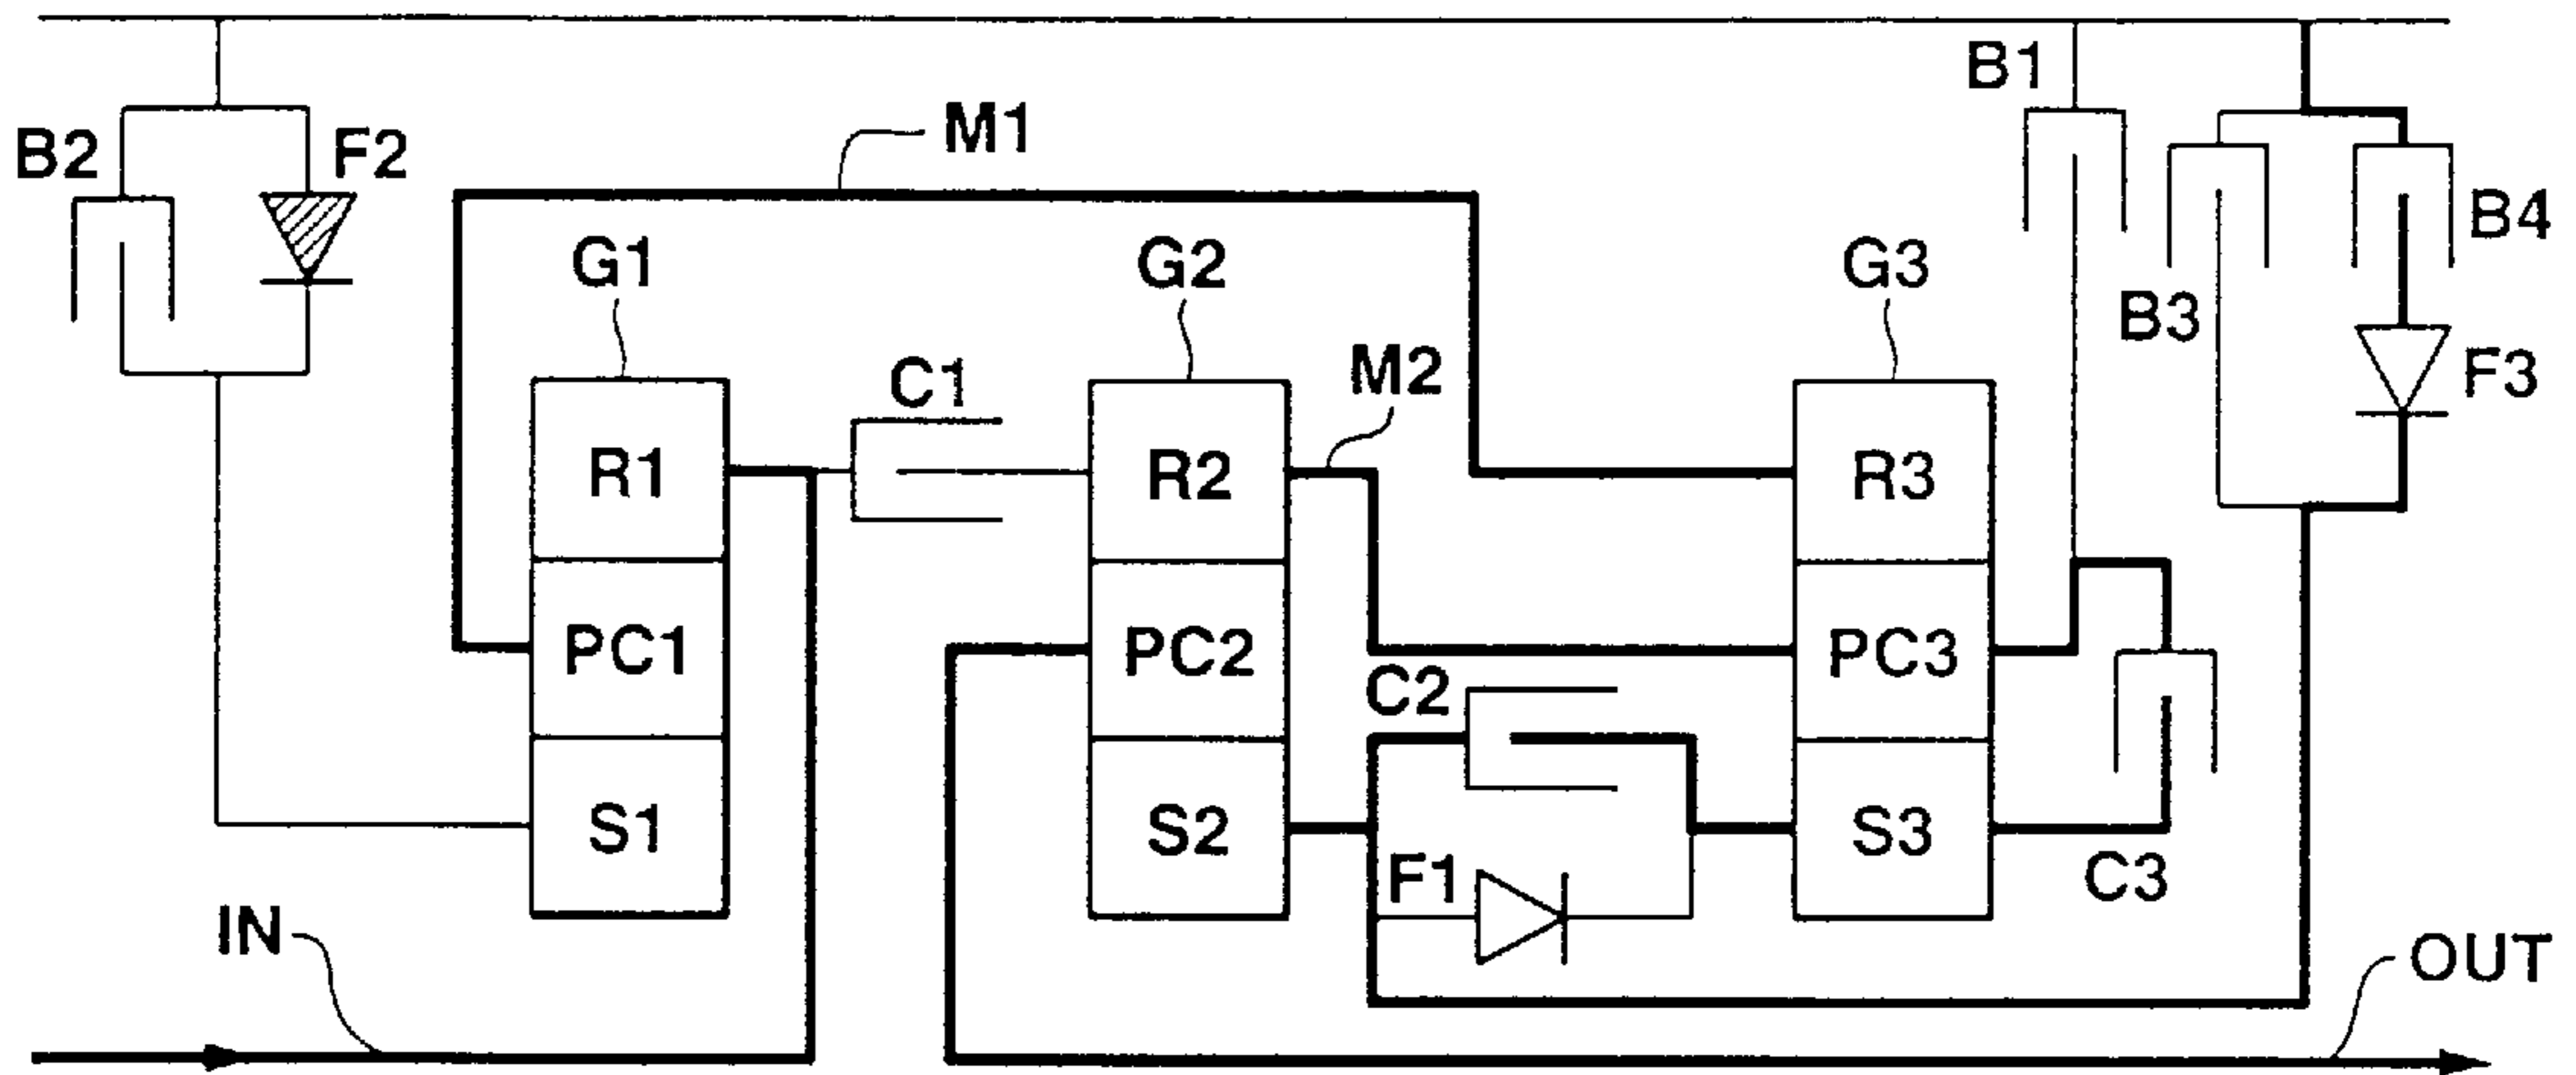 B1
M1
B2
F2
B4
G1
G2
G3
B3
M2
C1
F3
R1
R2
R3
PC1
PC2
PC3
C2
S1
S2
S3
F1
C3
IN
OUT